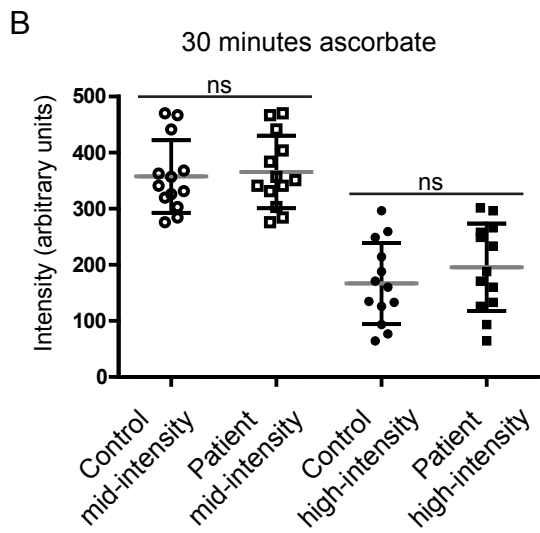 B
30 minutes ascorbate
Intensity (arbitrary units)
500
400
300
200
100
0
ns
ns
Control
mid-intensity
Patient
mid-intensity
Control
high-intensity
Patient
high-intensity